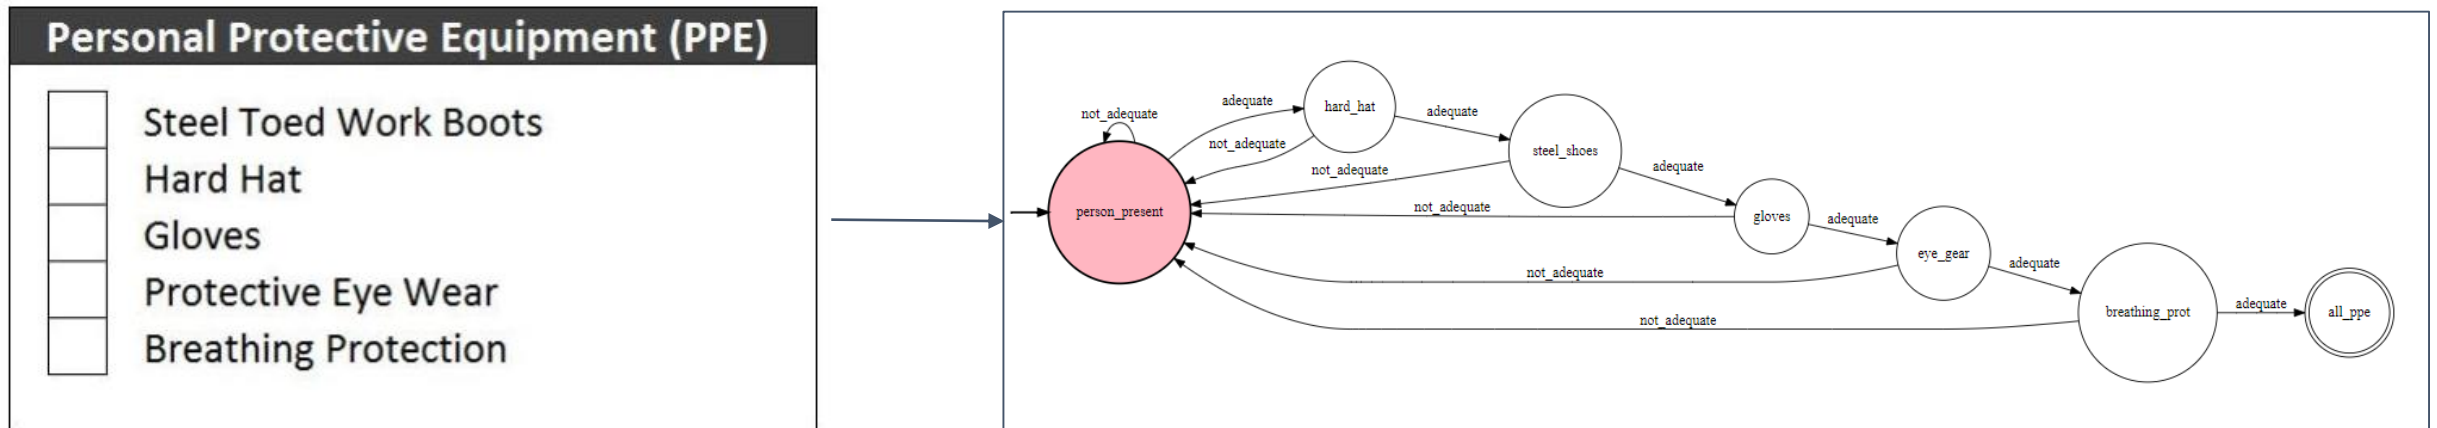 Personal Protective Equipment (PPE)
Steel Toed Work Boots
Hard Hat
Gloves
Protective Eye Wear
Breathing Protection
not_adequate
person_present
adequate
not_adequate
hard_hat
adequate
not_adequate
steel_shoes
adequate
not_adequate
gloves
adequate
not_adequate
eye_gear
adequate
not_adequate
breathing_prot
adequate
all_ppe